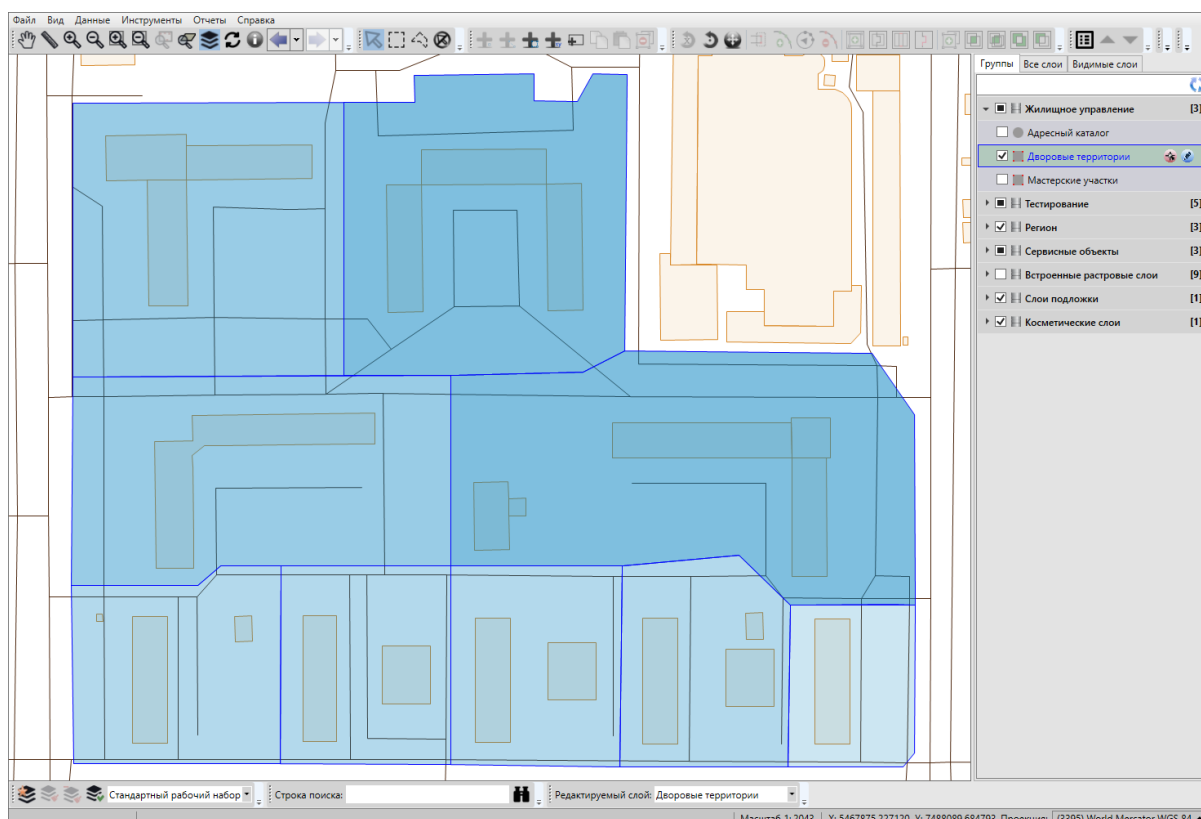 Файл Вид Данные Инструменты Отчеты Справка
Группы Все слои Видимые слои
Жилищное управление [3]
Адресный каталог
Дворовые территории
Мастерские участки
Тестирование [5]
Регион [3]
Сервисные объекты [3]
Встроенные растровые слои [9]
Слои подложки [1]
Косметические слои [1]
Стандартный рабочий набор Строка поиска: Редактируемый слой: Дворовые территории
Масштаб 1:2043 X: 5467875.227120, Y: 7488089.684793, Проекция: (3395) World Mercator WGS 84